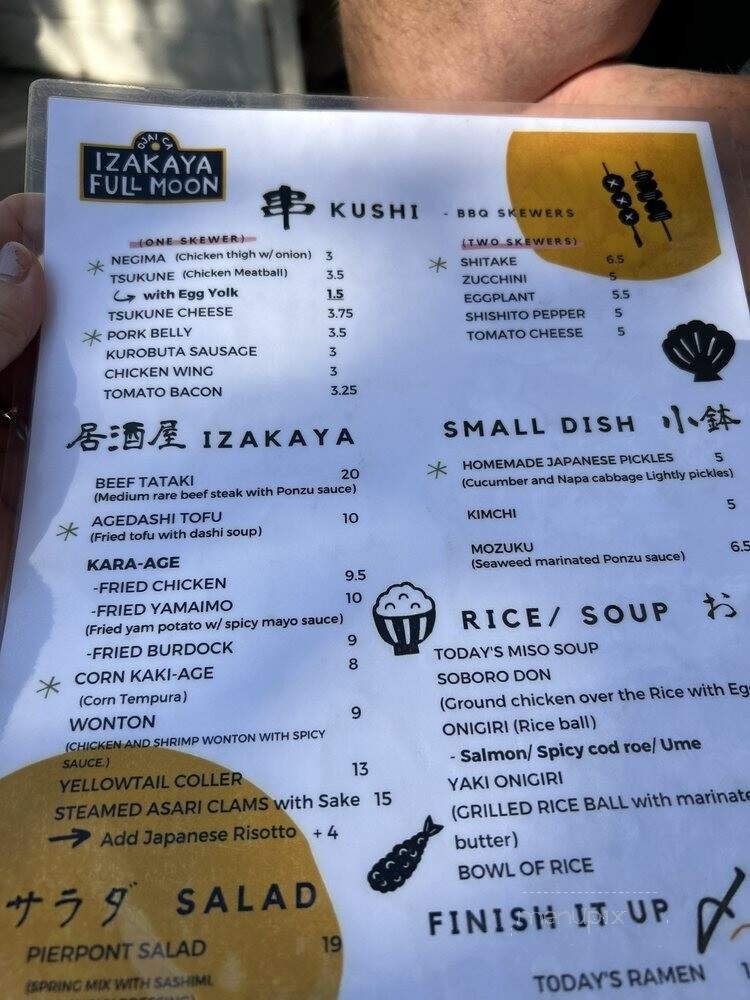 OJAI CA
IZAKAYA
FULL MOON
串 KUSHI - BBQ SKEWERS
(ONE SKEWER)
NEGIMA (Chicken thigh w/onion) 3
TSUKUNE (Chicken Meatball) 3.5
with Egg Yolk 1.5
TSUKUNE CHEESE 3.75
PORK BELLY 3.5
KUROBUTA SAUSAGE 3
CHICKEN WING 3
TOMATO BACON 3.25
(TWO SKEWERS)
SHITAKE 6.5
ZUCCHINI 5
EGGPLANT 5.5
SHISHITO PEPPER 5
TOMATO CHEESE 5
居酒屋 IZAKAYA
BEEF TATAKI 20
(Medium rare beef steak with Ponzu sauce)
AGEDASHI TOFU 10
(Fried tofu with dashi soup)
KARA-AGE
-FRIED CHICKEN 9.5
-FRIED YAMAIMO 10
(Fried yam potato w/ spicy mayo sauce)
-FRIED BURDOCK 9
CORN KAKI-AGE 8
(Corn Tempura)
WONTON 9
(CHICKEN AND SHRIMP WONTON WITH SPICY
SAUCE.)
YELLOWTAIL COLLER 13
STEAMED ASARI CLAMS with Sake 15
Add Japanese Risotto + 4
サラダ SALAD
PIERPONT SALAD 19
(SPRING MIX WITH SASHIMI,
SMALL DISH 小鉢
HOMEMADE JAPANESE PICKLES 5
(Cucumber and Napa cabbage Lightly pickles)
KIMCHI 5
MOZUKU 6.5
(Seaweed marinated Ponzu sauce)
RICE/ SOUP お
TODAY'S MISO SOUP
SOBORO DON
(Ground chicken over the Rice with Egg
ONIGIRI (Rice ball)
- Salmon/ Spicy cod roe/ Ume
YAKI ONIGIRI
(GRILLED RICE BALL with marinate
butter)
BOWL OF RICE
FINISH IT UP 〆
TODAY'S RAMEN
manupix